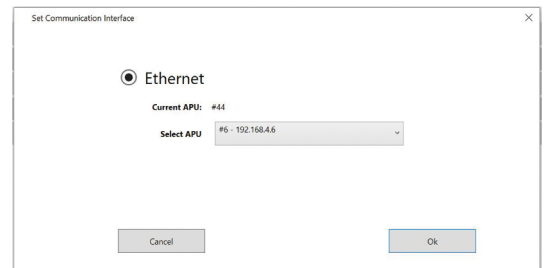 Set Communication Interface
Ethernet
Current APU: #44
Select APU #6 - 192.168.4.6
Cancel Ok